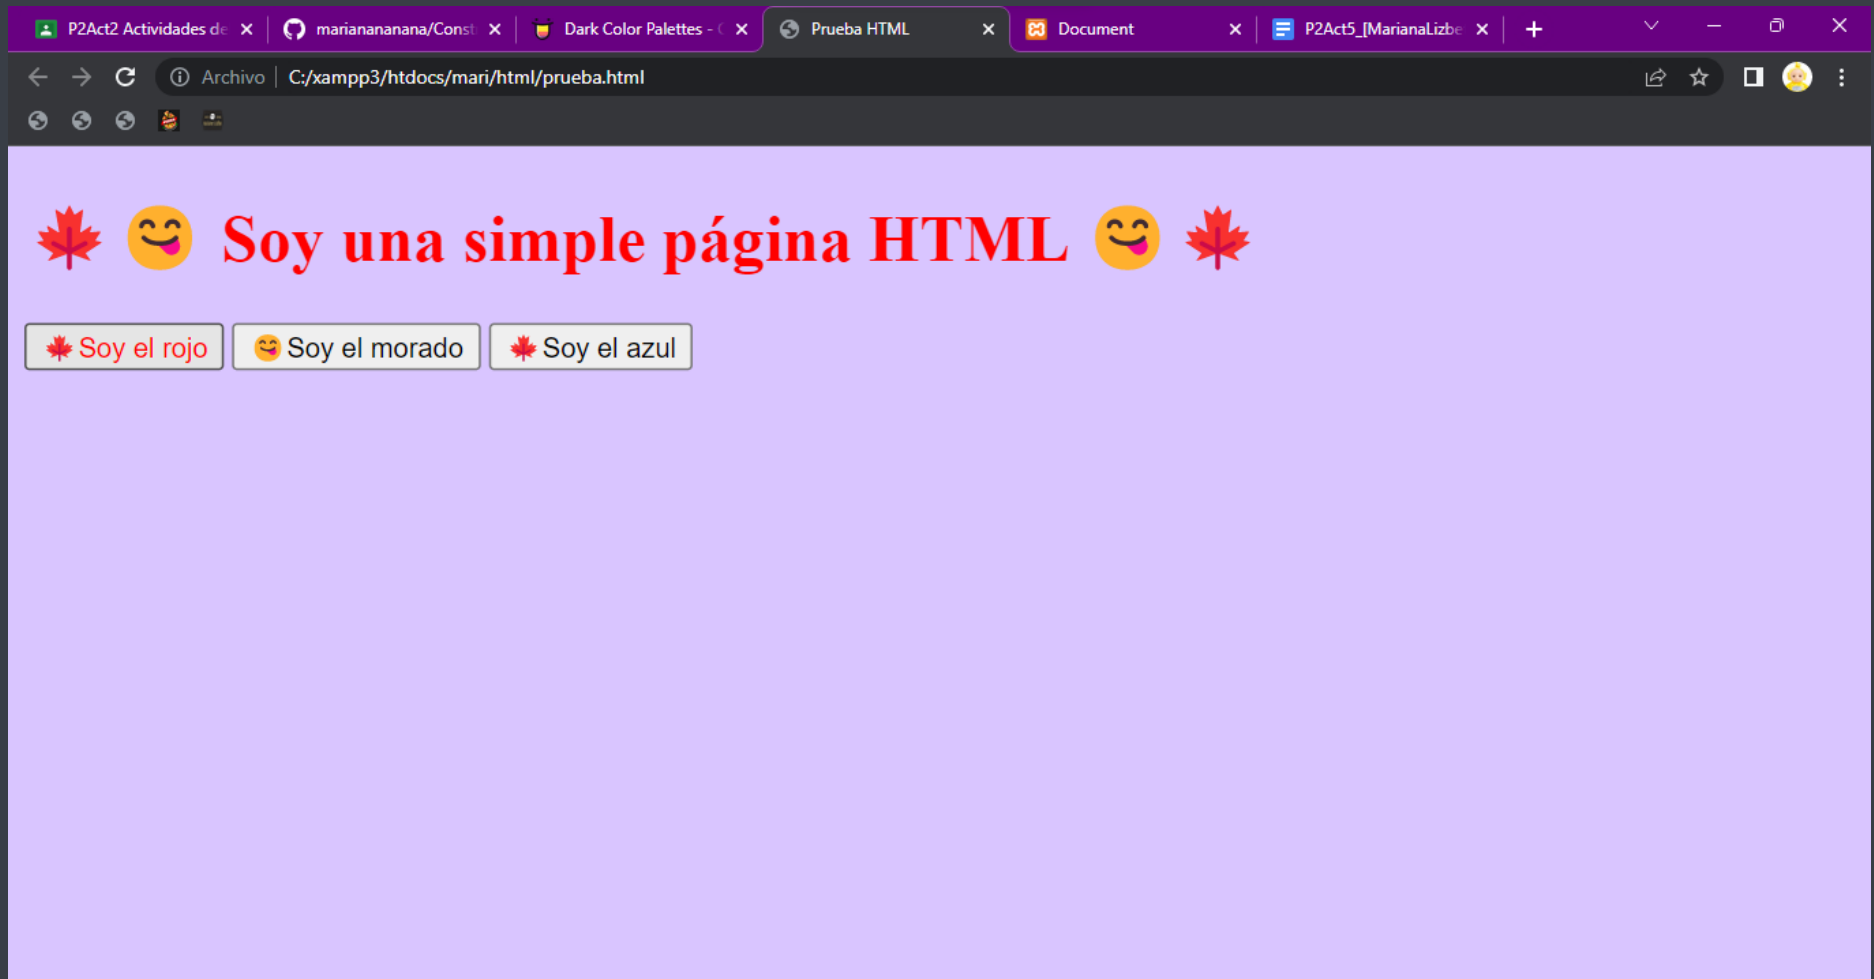 P2Act2 Actividades de
mariananana/Const
Dark Color Palettes - C
Prueba HTML
Document
P2Act5_[MarianaLizbe
Archivo C:/xampp3/htdocs/mari/html/prueba.html
🍁 😋 Soy una simple página HTML 😋 🍁
🍁Soy el rojo 😋Soy el morado 🍁Soy el azul